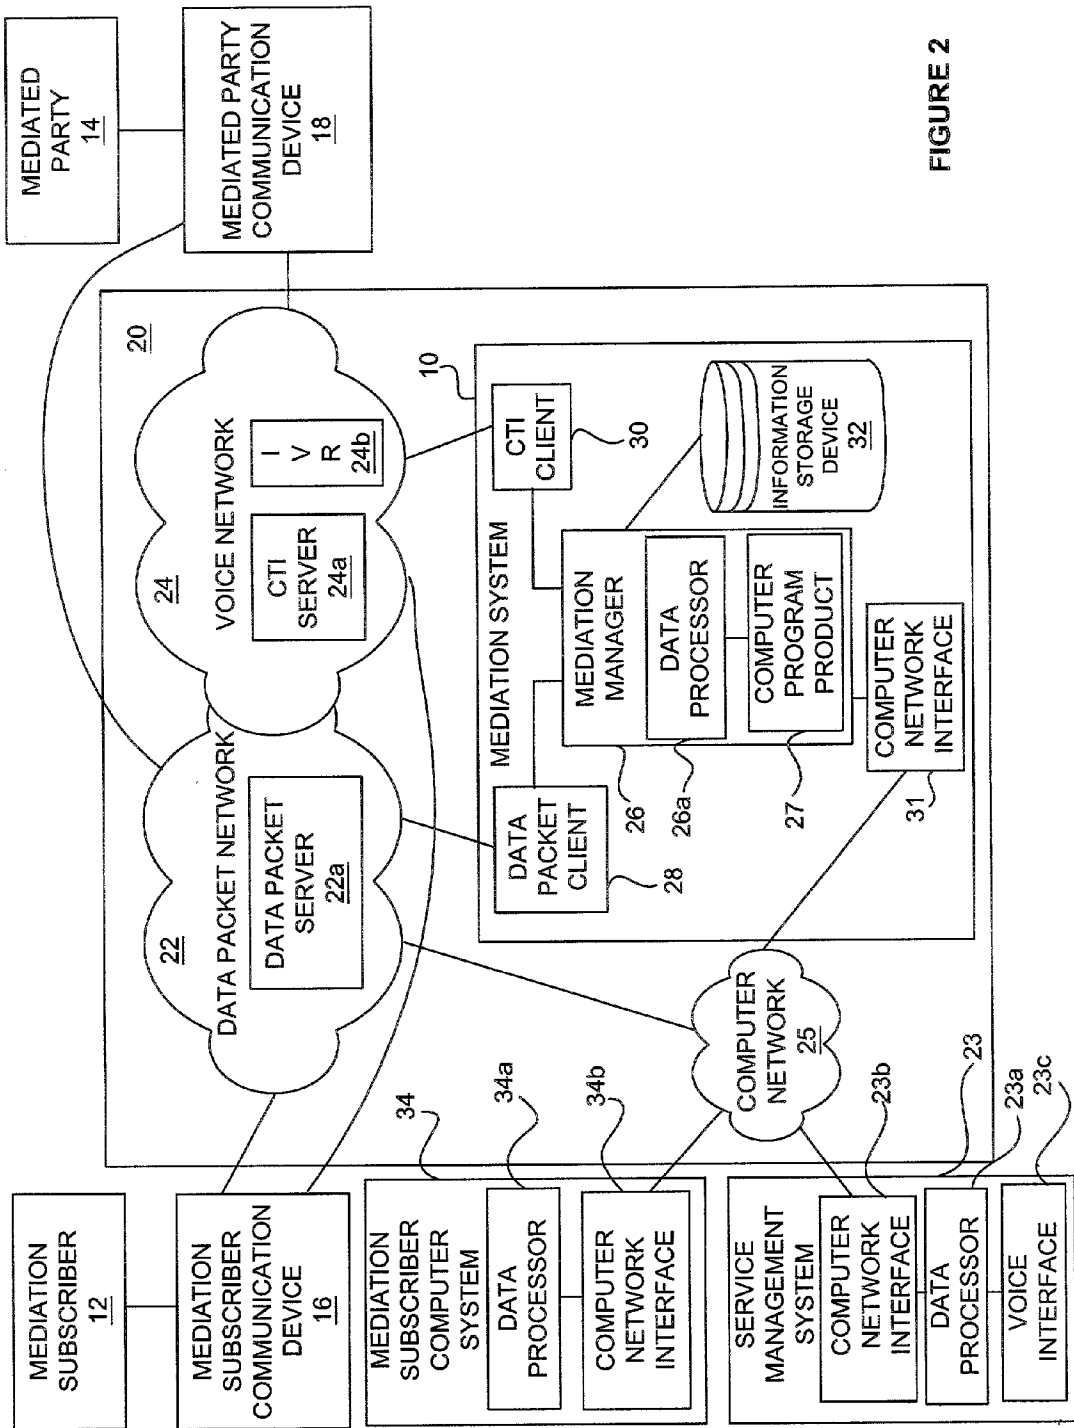 MEDIATION
SUBSCRIBER
12
MEDIATION
SUBSCRIBER
COMMUNICATION
DEVICE
16
MEDIATION
SUBSCRIBER
COMPUTER
SYSTEM
34
DATA
PROCESSOR
34a
COMPUTER
NETWORK
INTERFACE
34b
SERVICE
MANAGEMENT
SYSTEM
COMPUTER
NETWORK
INTERFACE
23b
23
DATA
PROCESSOR
23a
VOICE
INTERFACE
23c
22
DATA PACKET NETWORK
DATA PACKET
SERVER
22a
24
VOICE NETWORK
CTI
SERVER
24a
I
V
R
24b
20
COMPUTER
NETWORK
25
10
MEDIATION SYSTEM
DATA
PACKET
CLIENT
28
CTI
CLIENT
30
MEDIATION
MANAGER
26
DATA
PROCESSOR
26a
COMPUTER
PROGRAM
PRODUCT
27
INFORMATION
STORAGE
DEVICE
32
COMPUTER
NETWORK
INTERFACE
31
MEDIATED
PARTY
14
MEDIATED PARTY
COMMUNICATION
DEVICE
18
FIGURE 2